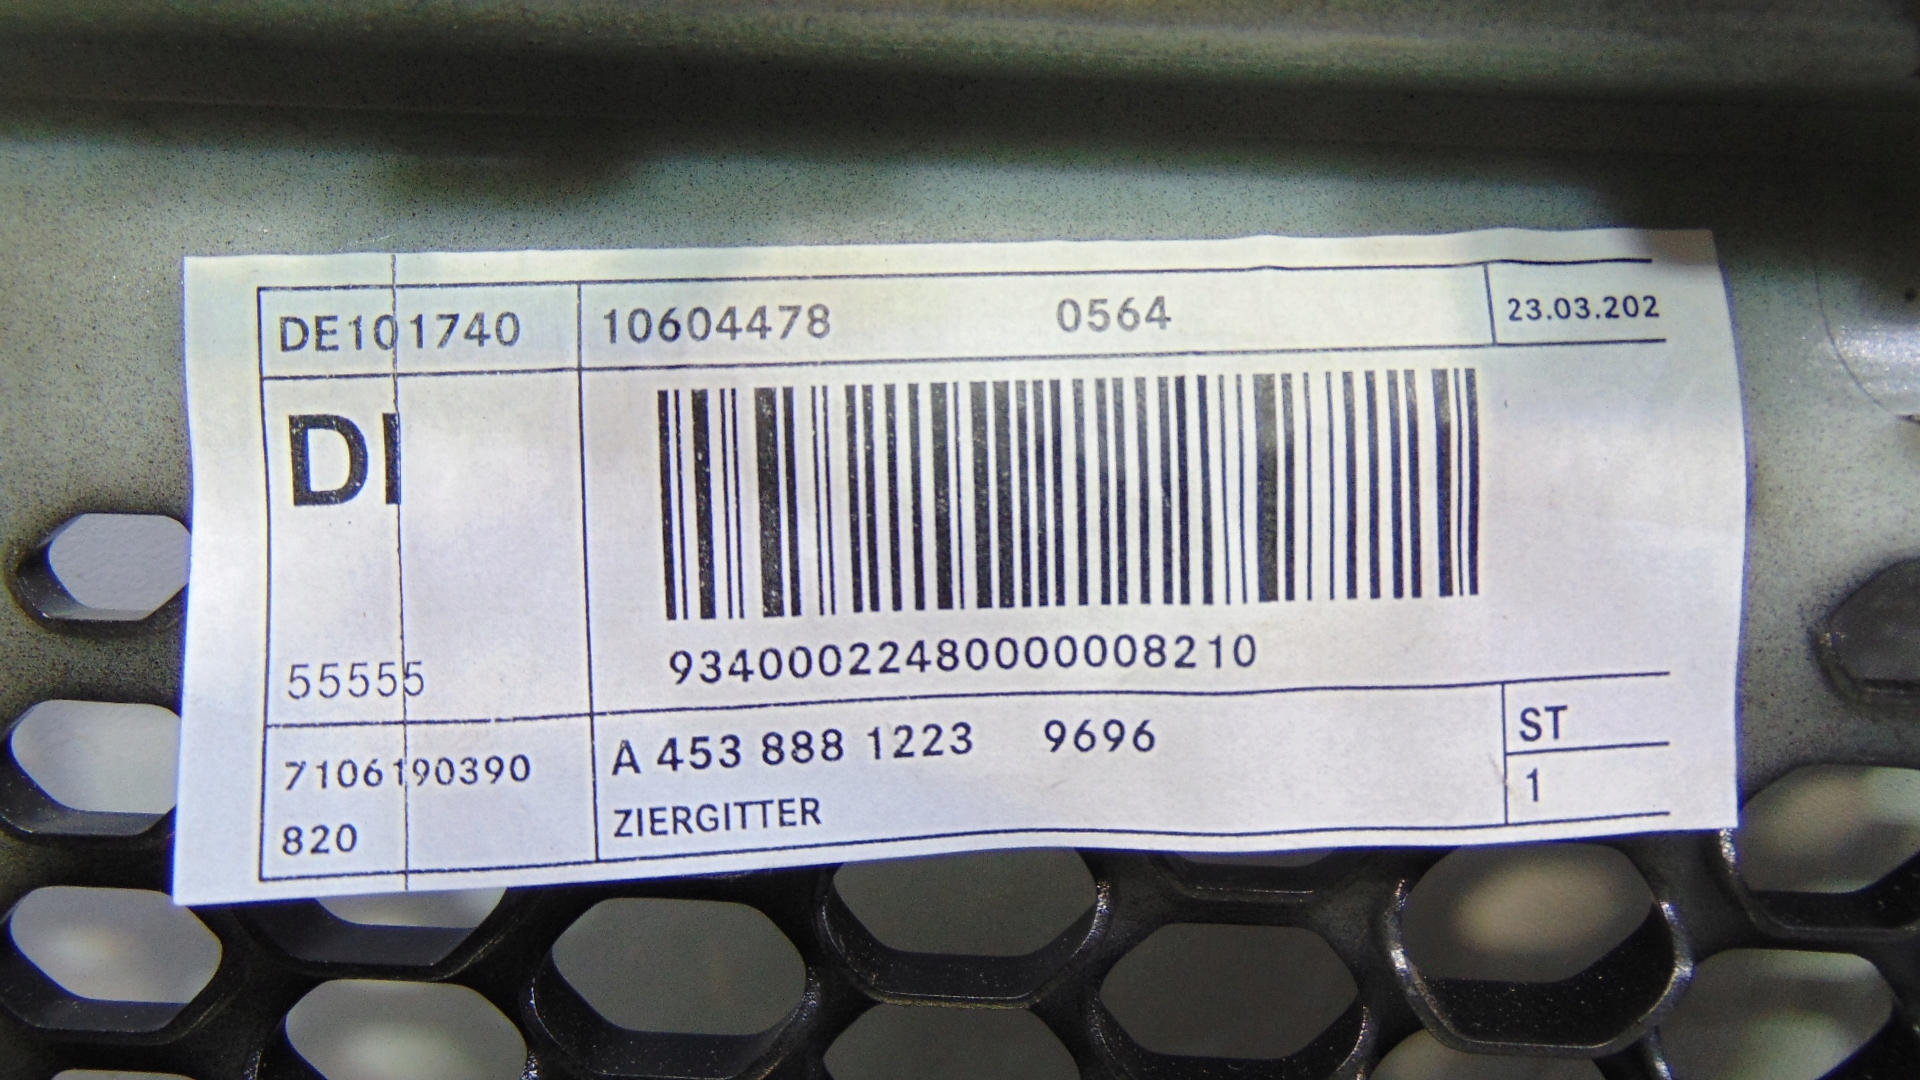 DE101740 10604478 0564 23.03.202
DI
55555
93400022480000008210
7106190390 A 453 888 1223 9696 ST
820 ZIERGITTER 1